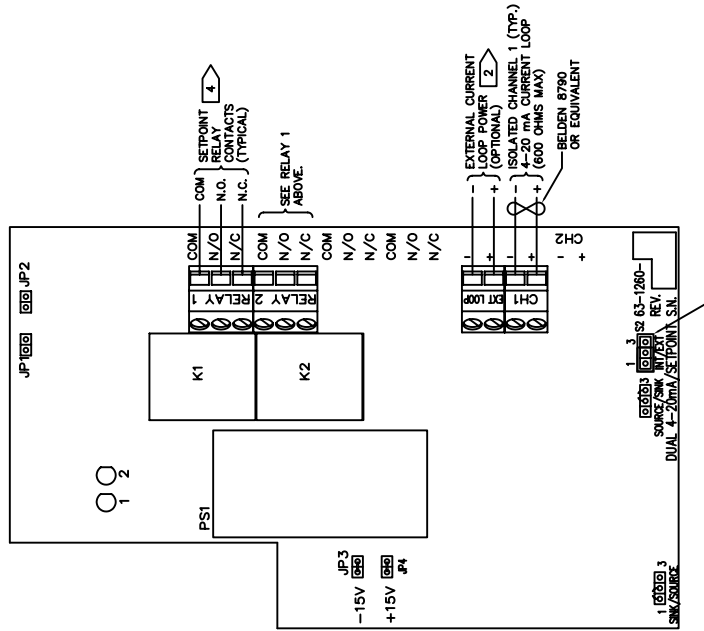 JP1
JP2
1
2
K1
K2
PS1
JP3
-15V
+15V
JP4
RELAY 1
RELAY 2
COM
N/O
N/C
COM
N/O
N/C
COM
N/O
N/C
COM
N/O
N/C
COM
N.O.
N.C.
SETPOINT
RELAY
CONTACTS
(TYPICAL)
4
SEE RELAY 1
ABOVE.
EXT LOOP
CH1
-
+
-
+
-
+
CH2
-
+
-
+
EXTERNAL CURRENT
LOOP POWER
(OPTIONAL)
2
ISOLATED CHANNEL 1 (TYP.)
4-20 mA CURRENT LOOP
(600 OHMS MAX)
BELDEN 8790
OR EQUIVALENT
1 3
S2 63-1260-
INT/EXT REV.
3
SOURCE/SINK
DUAL 4-20mA/SETPOINT S.N.
1 3
SINK/SOURCE